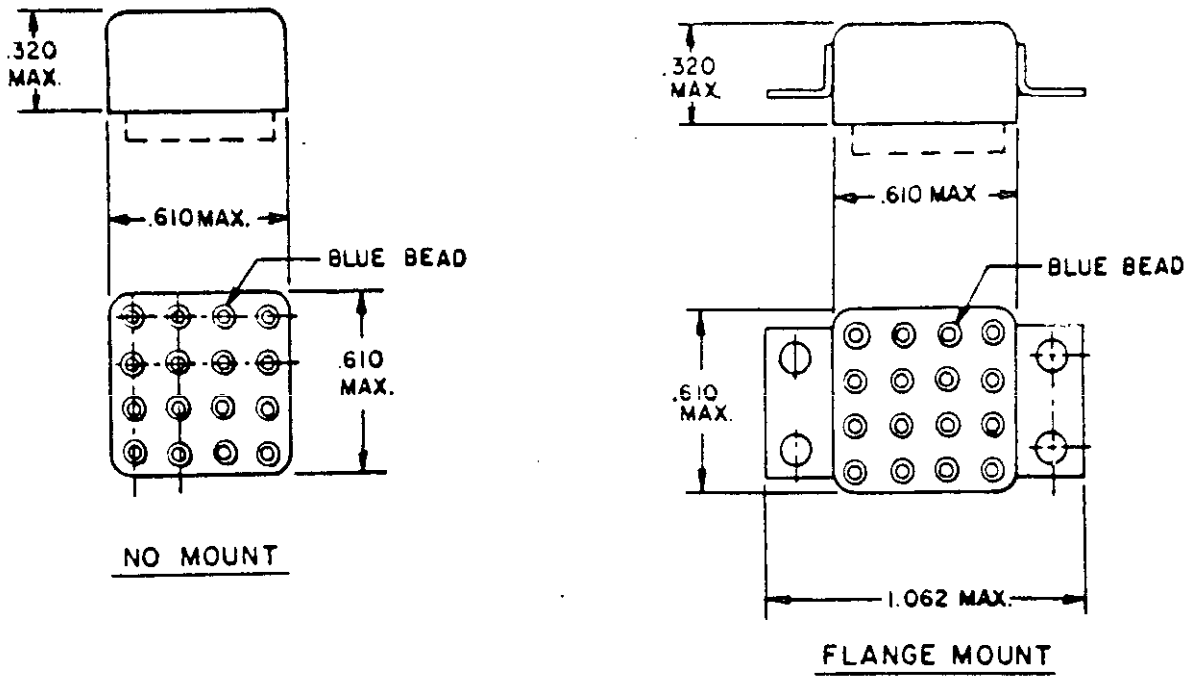 .320
MAX.
.610 MAX.
BLUE BEAD
.610
MAX.
NO MOUNT
.320
MAX.
.610 MAX
BLUE BEAD
.610
MAX.
1.062 MAX.
FLANGE MOUNT